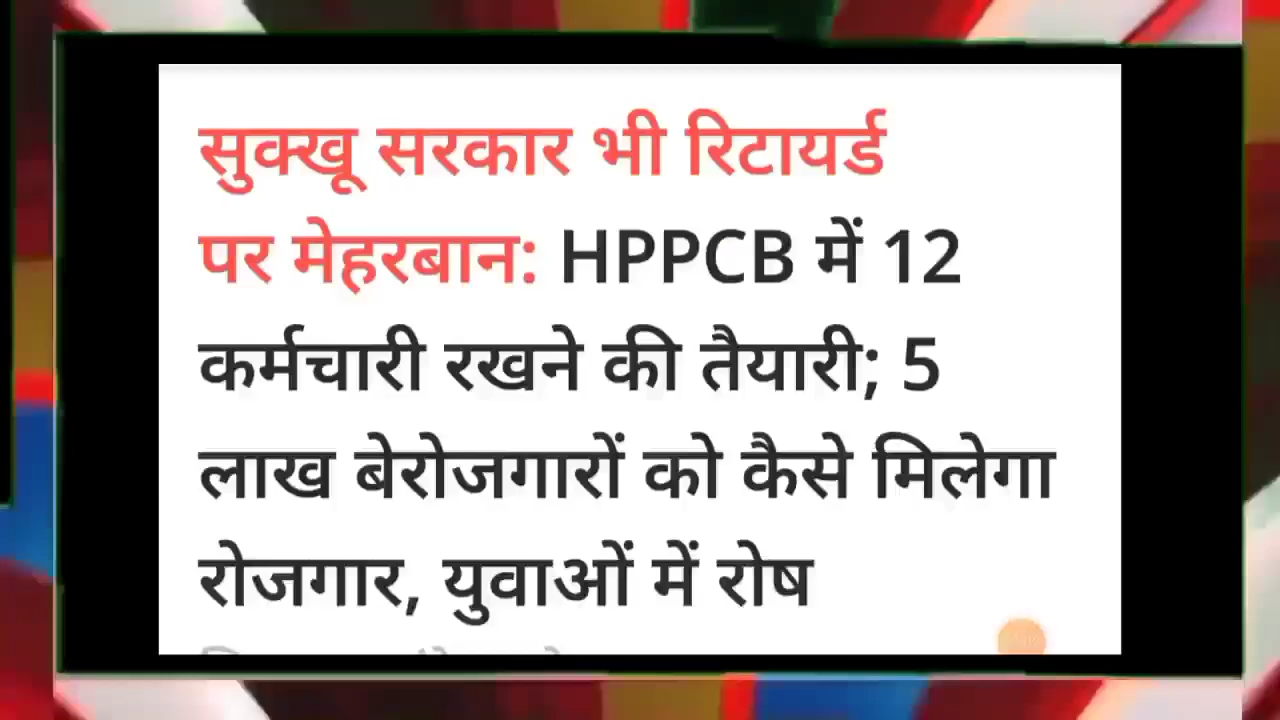 सुक्खू सरकार भी रिटायर्ड
पर मेहरबान: HPPCB में 12
कर्मचारी रखने की तैयारी; 5
लाख बेरोजगारों को कैसे मिलेगा
रोजगार, युवाओं में रोष